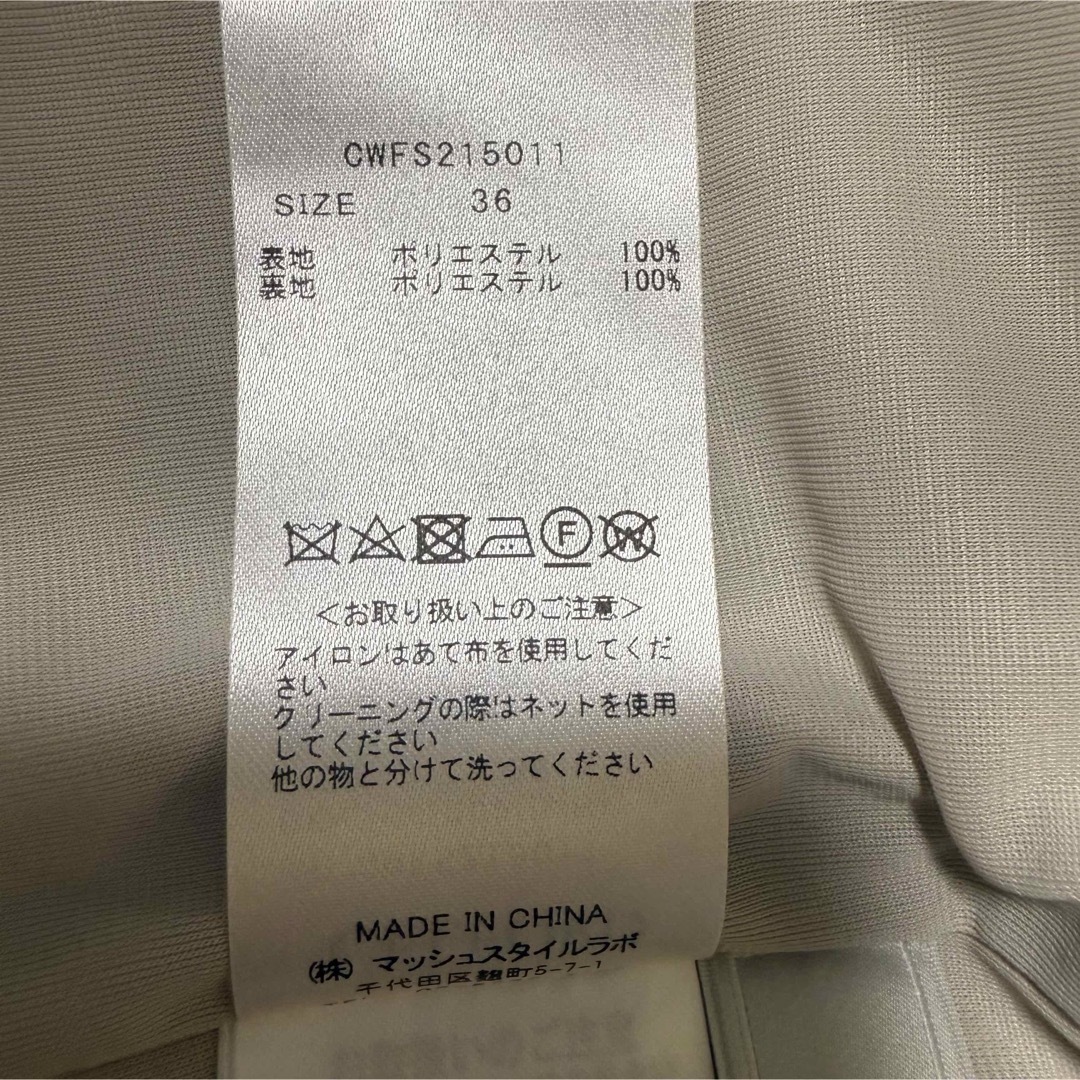 CWFS215011
SIZE 36
表地 ポリエステル 100%
裏地 ポリエステル 100%
F
W
<お取り扱い上のご注意>
アイロンはあて布を使用してくだ
さい
クリーニングの際はネットを使用
してください
他の物と分けて洗ってください
MADE IN CHINA
(株) マッシュスタイルラボ
千代田区麹町5-7-1